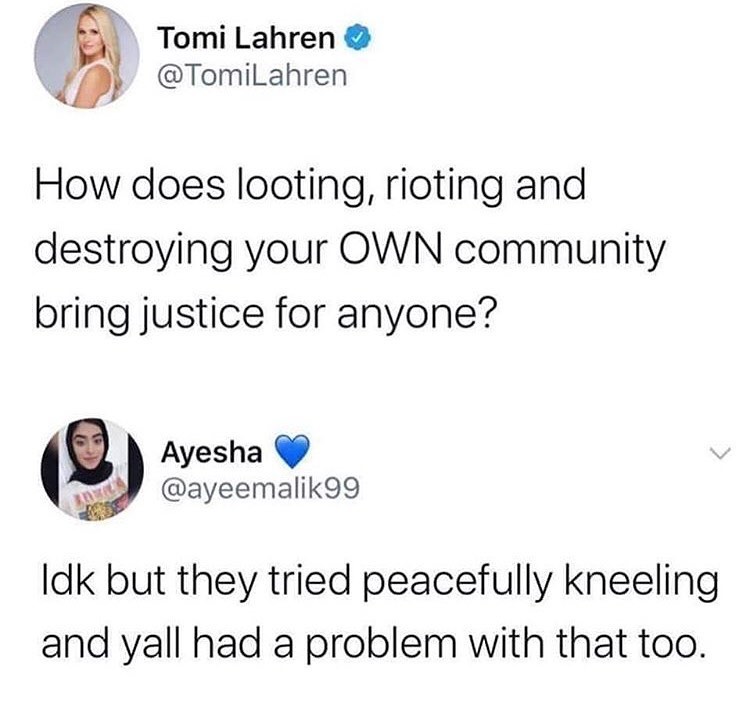 Tomi Lahren
@TomiLahren
How does looting, rioting and
destroying your OWN community
bring justice for anyone?
Ayesha 💙
@ayeemalik99
Idk but they tried peacefully kneeling
and yall had a problem with that too.